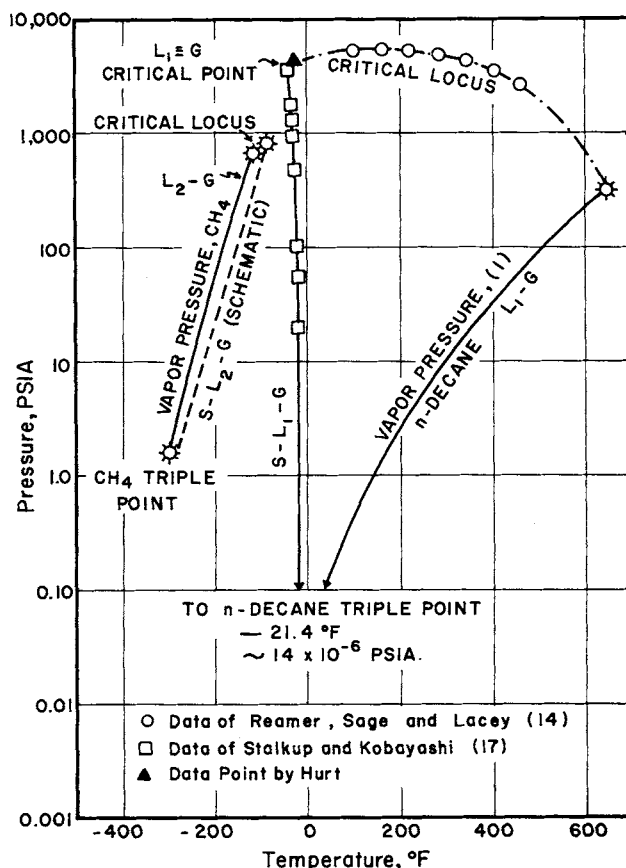 10,000
L₁ ≡ G
CRITICAL POINT
CRITICAL LOCUS
CRITICAL LOCUS
1,000
L₂-G
100
VAPOR PRESSURE, CH₄
S-L₂-G (SCHEMATIC)
VAPOR PRESSURE, (1)
n-DECANE L₁-G
10
S-L₁-G
1.0
CH₄ TRIPLE
POINT
0.10
TO n-DECANE TRIPLE POINT
— 21.4 °F
~ 14 x 10⁻⁶ PSIA.
0.01
○ Data of Reamer, Sage and Lacey (14)
□ Data of Stalkup and Kobayashi (17)
▲ Data Point by Hurt
0.001
-400 -200 0 200 400 600
Temperature, °F
Pressure, PSIA